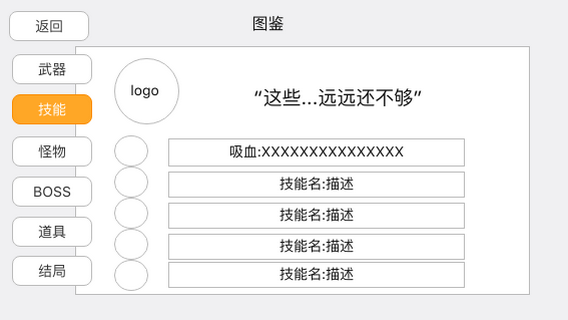 返回
图鉴
武器
技能
怪物
BOSS
道具
结局
logo
“这些...远远还不够”
吸血:XXXXXXXXXXXXXXX
技能名:描述
技能名:描述
技能名:描述
技能名:描述